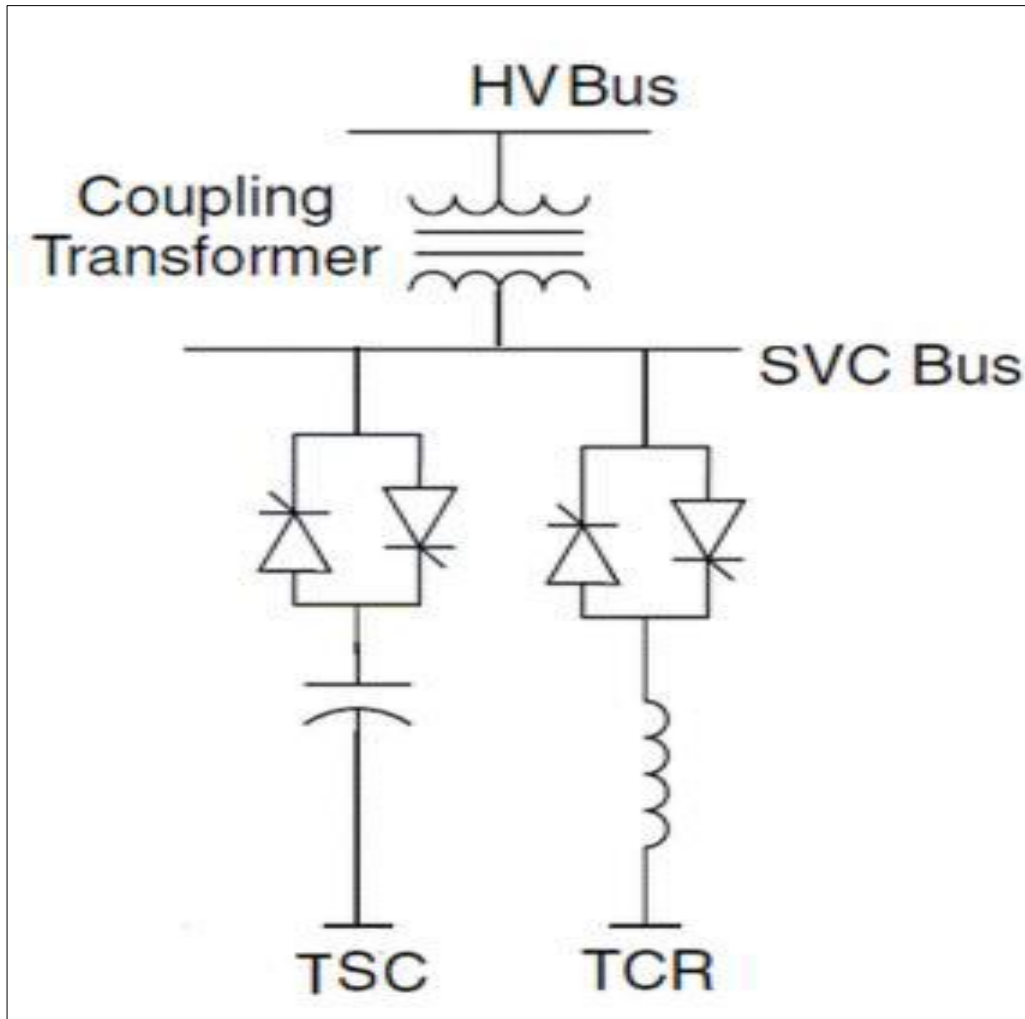 HV Bus
Coupling
Transformer
SVC Bus
TSC
TCR